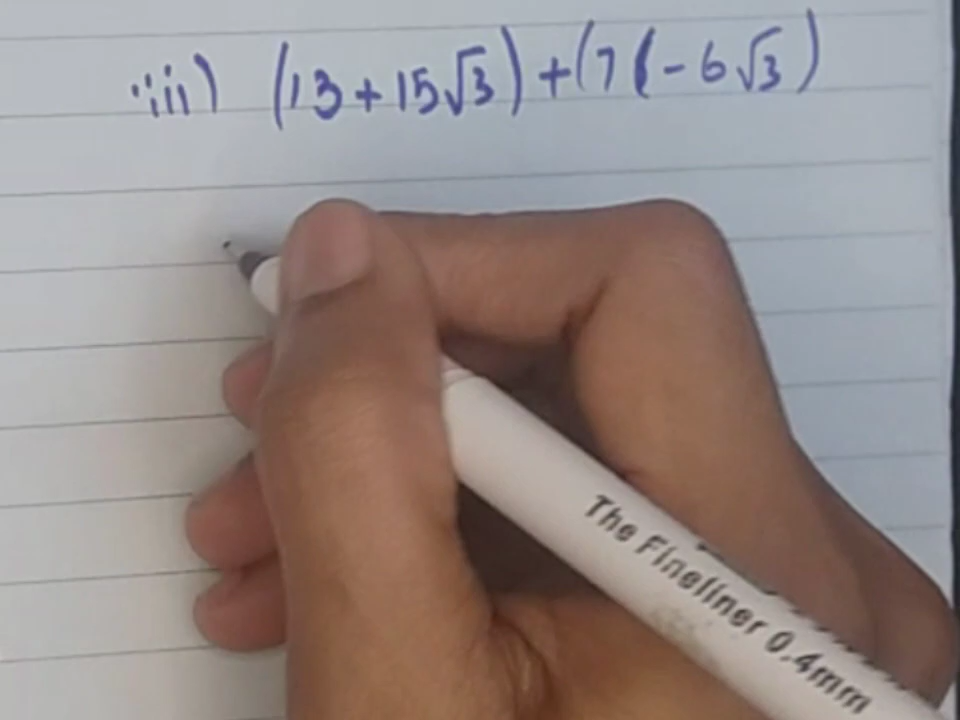 iii) (13 + 15√3) + (7(- 6√3)
The Fineliner 0.4mm